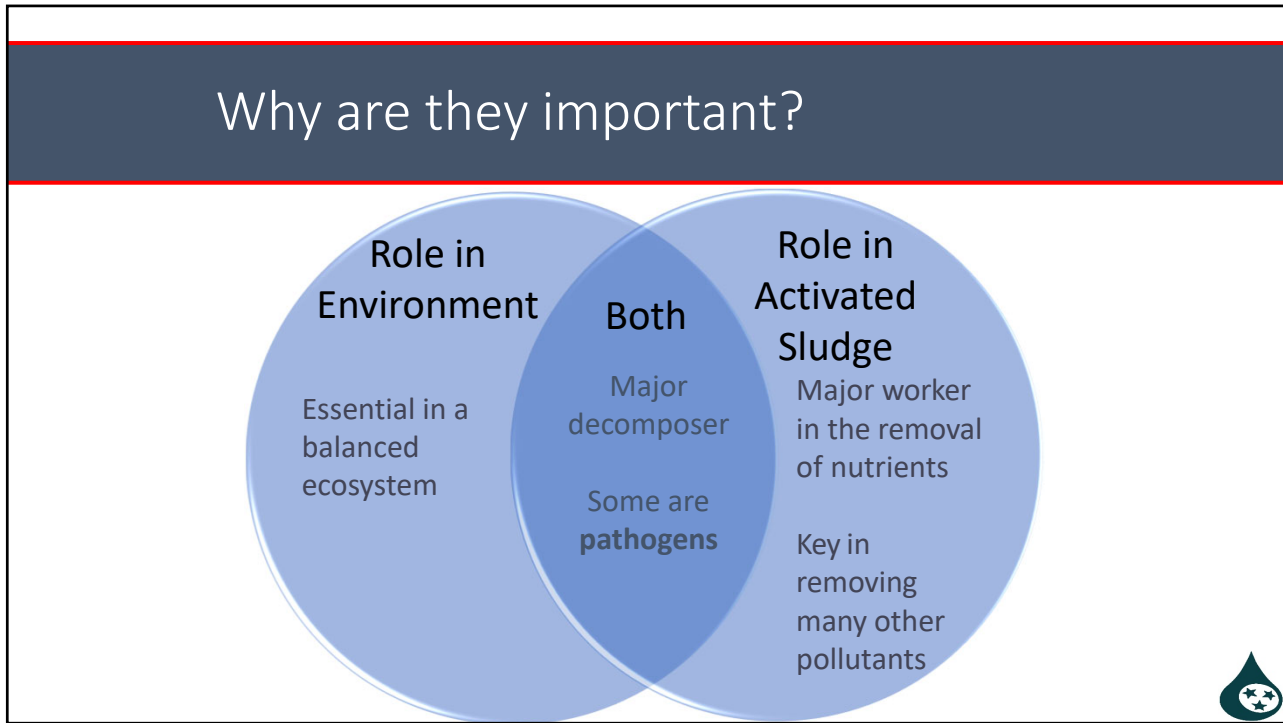 Why are they important?
Role in
Environment
Essential in a
balanced
ecosystem
Both
Major
decomposer
Some are
pathogens
Role in
Activated
Sludge
Major worker
in the removal
of nutrients
Key in
removing
many other
pollutants